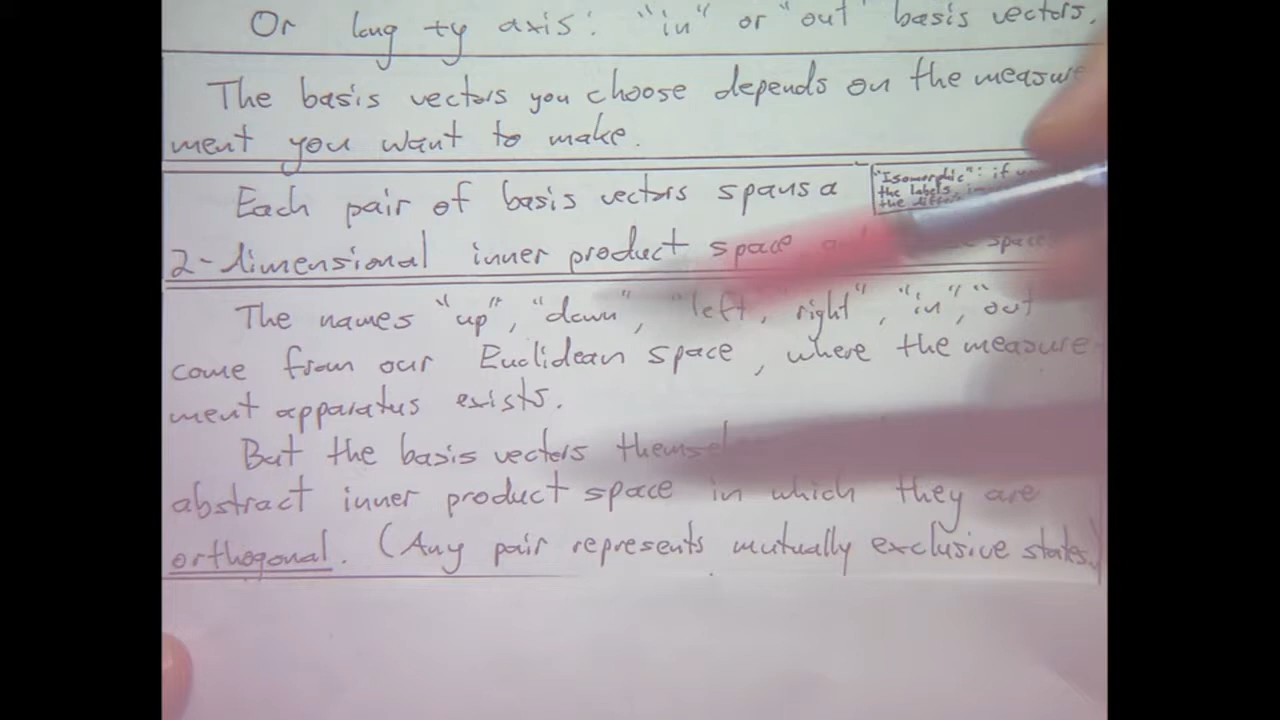 Or long +y axis: "in" or "out" basis vectors.
The basis vectors you choose depends on the measure
ment you want to make.
Each pair of basis vectors spans a
"Isomorphic": if
the labels,
the
2-dimensional inner product space space
The names "up", "down", "left, right", "in", "out
come from our Euclidean space, where the measure
ment apparatus exists.
But the basis vectors
abstract inner product space in which they are
orthogonal. (Any pair represents mutually exclusive states.)